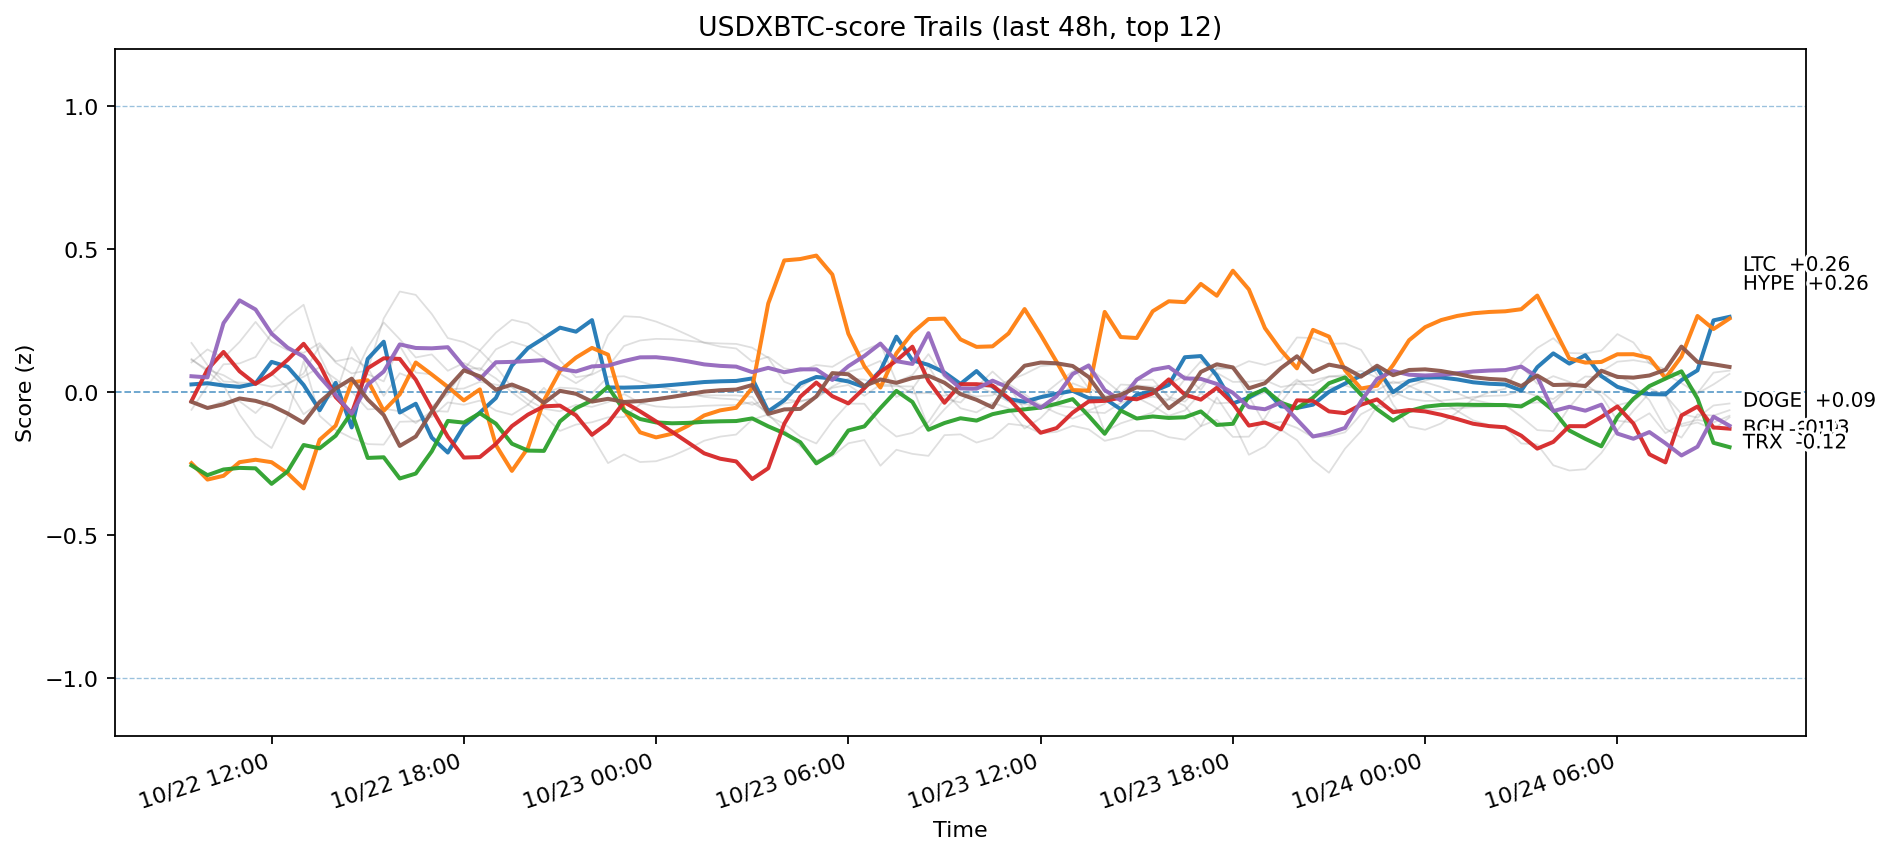 USDXBTC-score Trails (last 48h, top 12)
Score (z)
1.0
0.5
0.0
−0.5
−1.0
LTC +0.26
HYPE +0.26
DOGE +0.09
BCH -0.13
TRX -0.12
10/22 12:00
10/22 18:00
10/23 00:00
10/23 06:00
10/23 12:00
10/23 18:00
10/24 00:00
10/24 06:00
Time